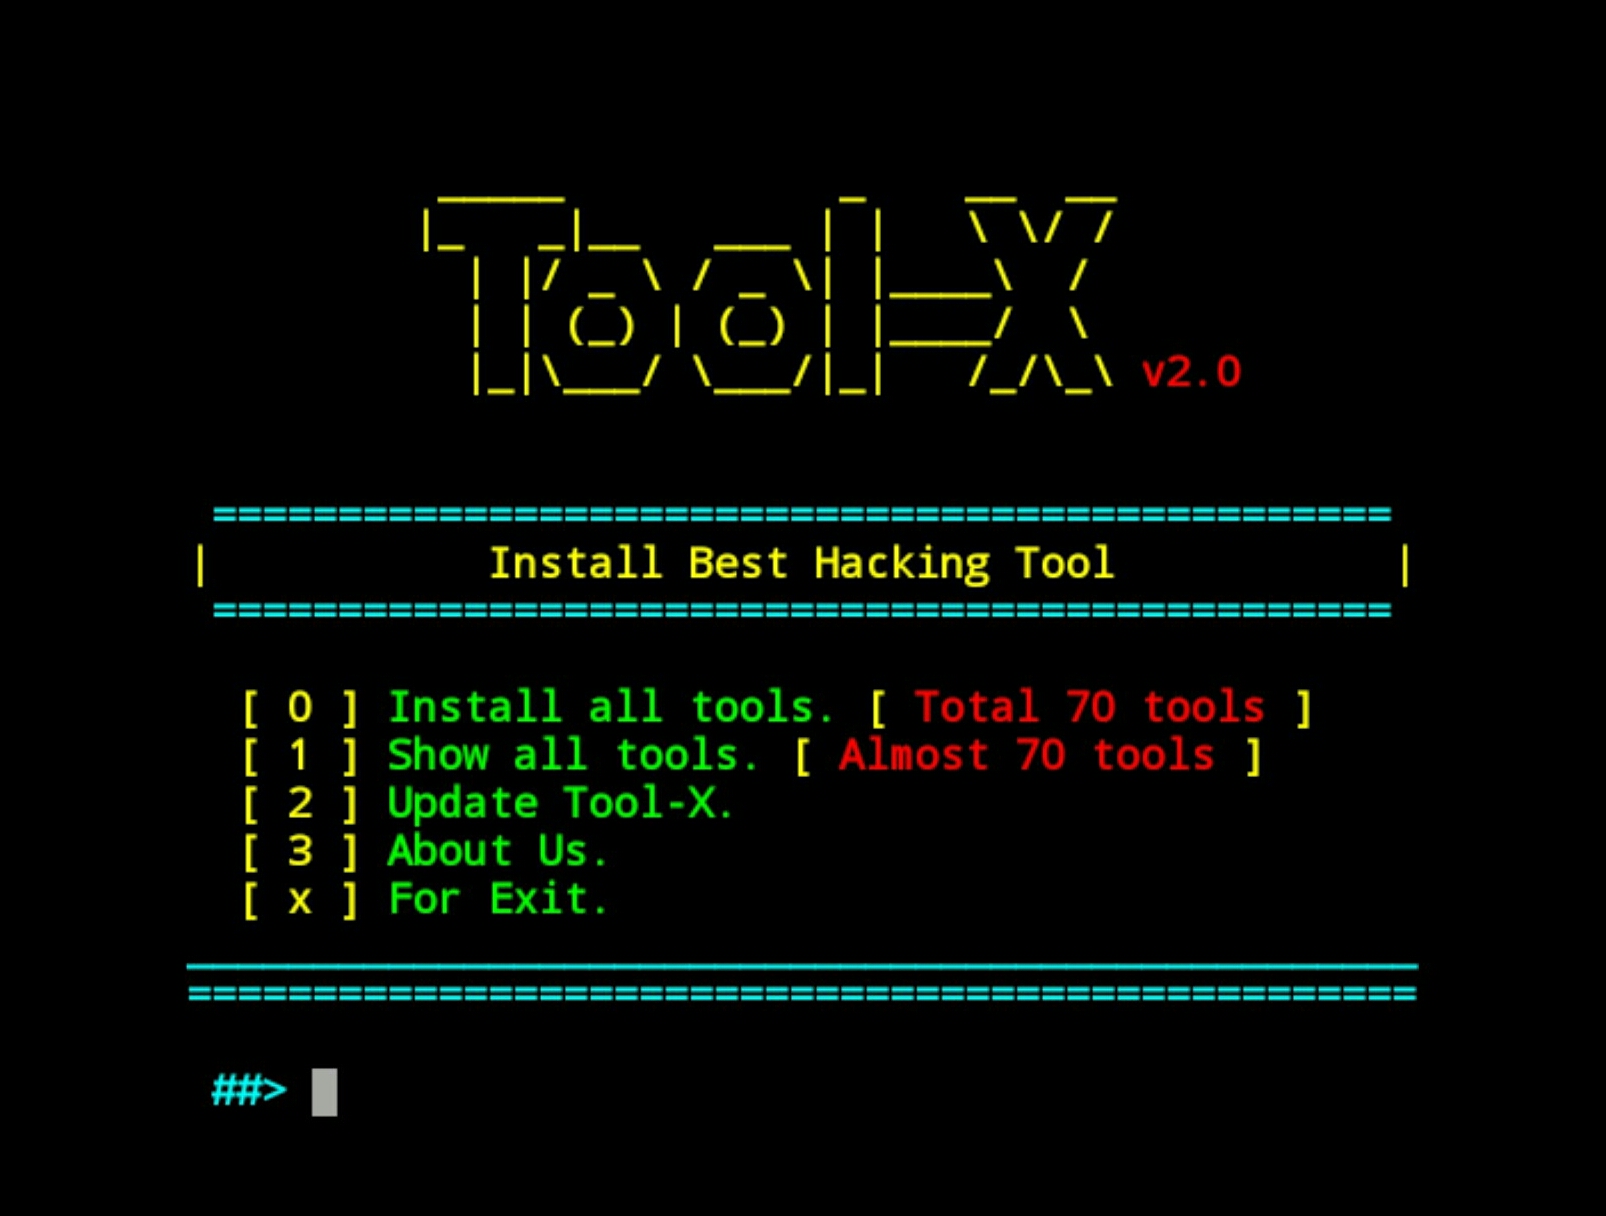 Tool-X v2.0
==============================================
| Install Best Hacking Tool |
==============================================
[ 0 ] Install all tools. [ Total 70 tools ]
[ 1 ] Show all tools. [ Almost 70 tools ]
[ 2 ] Update Tool-X.
[ 3 ] About Us.
[ x ] For Exit.
##>